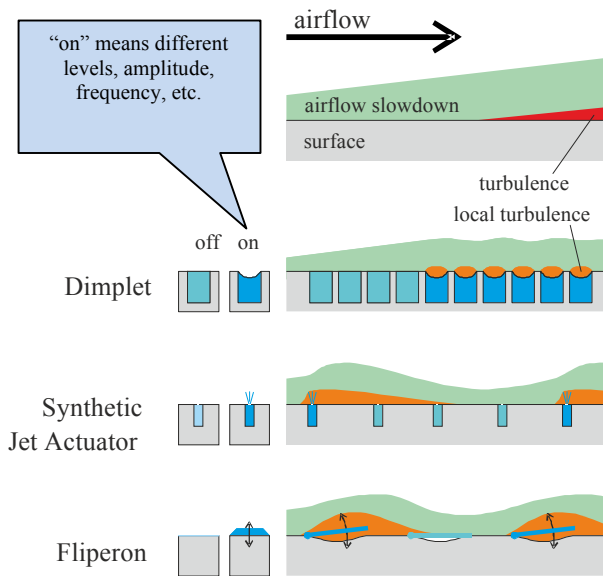 “on” means different
levels, amplitude,
frequency, etc.
airflow
airflow slowdown
surface
turbulence
local turbulence
off on
Dimplet
Synthetic
Jet Actuator
Fliperon